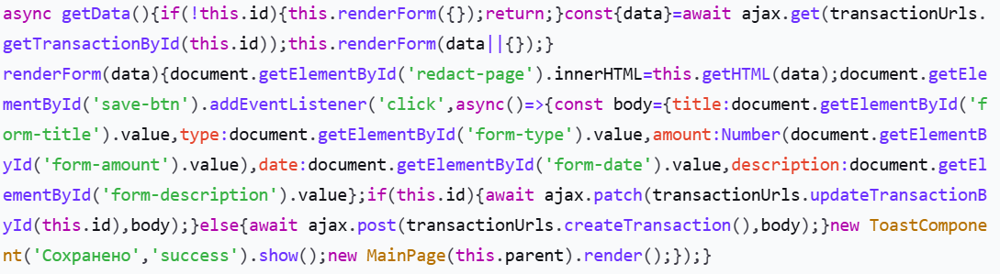 async getData(){if(!this.id){this.renderForm({});return;}const{data}=await ajax.get(transactionUrls.
getTransactionById(this.id));this.renderForm(data||{});}
renderForm(data){document.getElementById('redact-page').innerHTML=this.getHTML(data);document.getEle
mentById('save-btn').addEventListener('click',async()=>{const body={title:document.getElementById('f
orm-title').value,type:document.getElementById('form-type').value,amount:Number(document.getElementB
yId('form-amount').value),date:document.getElementById('form-date').value,description:document.getEl
ementById('form-description').value};if(this.id){await ajax.patch(transactionUrls.updateTransactionB
yId(this.id),body);}else{await ajax.post(transactionUrls.createTransaction(),body);}new ToastCompone
nt('Сохранено','success').show();new MainPage(this.parent).render();});}